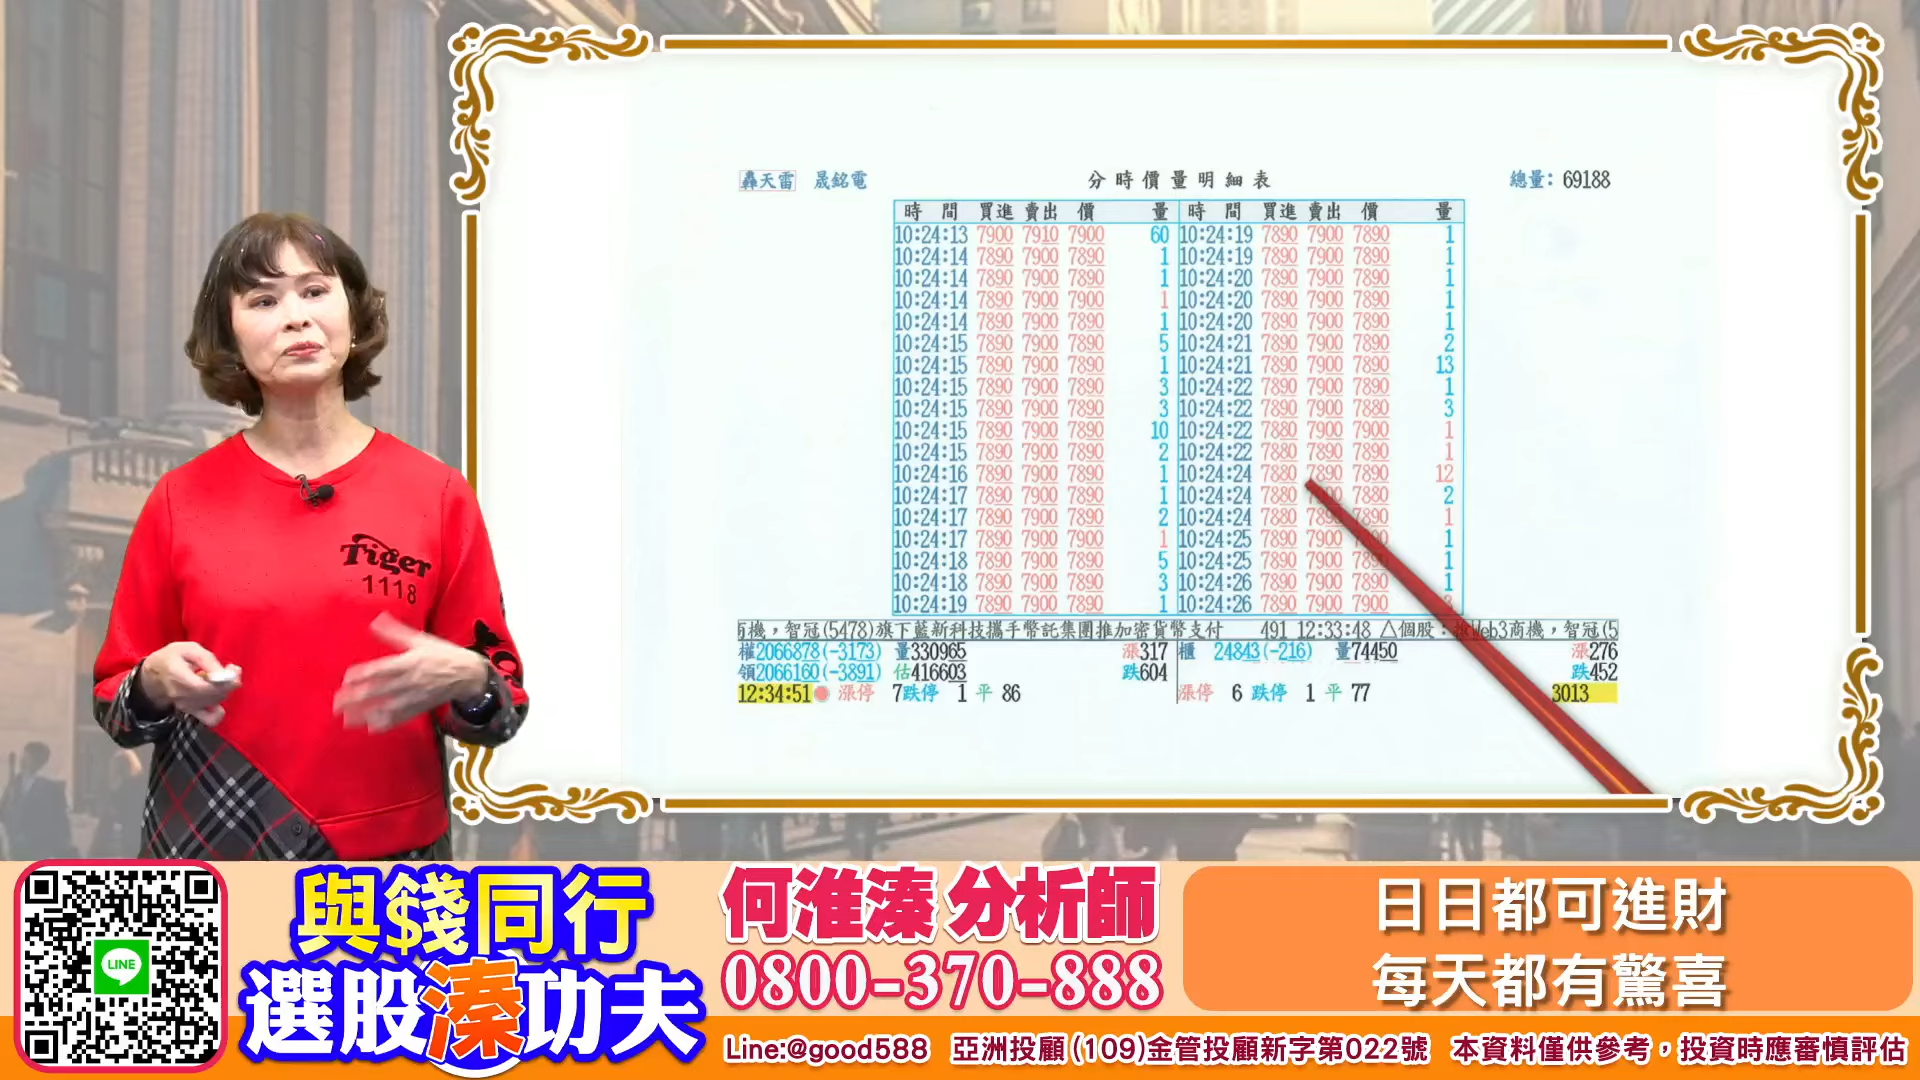 轟天雷 晟銘電 分時價量明細表 總量: 69188
時 間 買進 賣出 價 量 時 間 買進 賣出 價 量
10:24:13 7900 7910 7900 60 10:24:19 7890 7900 7890 1
10:24:14 7890 7900 7890 1 10:24:19 7890 7900 7890 1
10:24:14 7890 7900 7890 1 10:24:20 7890 7900 7890 1
10:24:14 7890 7900 7900 1 10:24:20 7890 7900 7890 1
10:24:14 7890 7900 7890 1 10:24:20 7890 7900 7890 1
10:24:15 7890 7900 7890 5 10:24:21 7890 7900 7890 2
10:24:15 7890 7900 7890 1 10:24:21 7890 7900 7890 13
10:24:15 7890 7900 7890 3 10:24:22 7890 7900 7890 1
10:24:15 7890 7900 7890 3 10:24:22 7890 7900 7880 3
10:24:15 7890 7900 7890 10 10:24:22 7880 7900 7900 1
10:24:15 7890 7900 7890 2 10:24:22 7880 7890 7890 1
10:24:16 7890 7900 7890 1 10:24:24 7880 7890 7890 12
10:24:17 7890 7900 7890 1 10:24:24 7880 7880 2
10:24:17 7890 7900 7890 2 10:24:24 7880 7890 1
10:24:17 7890 7900 7900 1 10:24:25 7890 7900 1
10:24:18 7890 7900 7890 5 10:24:25 7890 7900 1
10:24:18 7890 7900 7890 3 10:24:26 7890 7900 7890 1
10:24:19 7890 7900 7890 1 10:24:26 7890 7900 7900
商機，智冠(5478)旗下藍新科技攜手幣託集團推加密貨幣支付 491 12:33:48 △個股：推Web3商機，智冠(5
權2066878(-3173) 量330965 漲317 櫃 24843(-216) 量74450 漲276
領2066160(-3891) 估416603 跌604 跌452
12:34:51 漲停 7跌停 1 平 86 漲停 6 跌停 1 平 77 3013
Tiger
1118
LINE
與$錢同行
選股溱功夫
何淮溱 分析師
0800-370-888
日日都可進財
每天都有驚喜
Line:@good588 亞洲投顧 (109)金管投顧新字第022號 本資料僅供參考，投資時應審慎評估